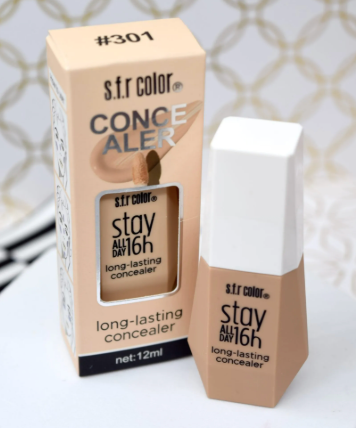 #301
s.f.r color®
CONCE
ALER
s.f.r color®
stay
ALL DAY 16h
long-lasting
concealer
long-lasting
concealer
net:12ml
s.f.r color®
stay
ALL DAY 16h
long-lasting
concealer